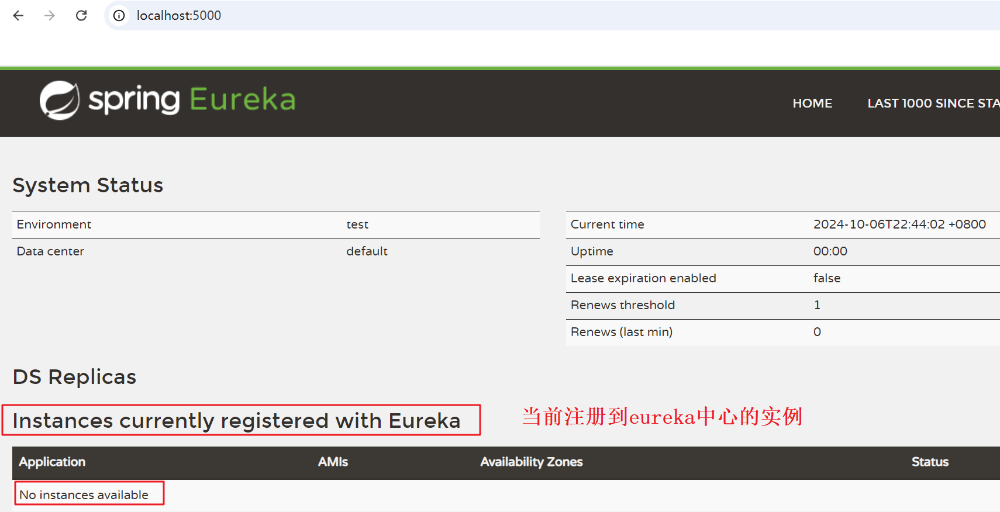 localhost:5000
spring Eureka
HOME LAST 1000 SINCE STA
System Status
Environment test
Data center default
Current time 2024-10-06T22:44:02 +0800
Uptime 00:00
Lease expiration enabled false
Renews threshold 1
Renews (last min) 0
DS Replicas
Instances currently registered with Eureka
当前注册到eureka中心的实例
Application AMIs Availability Zones Status
No instances available